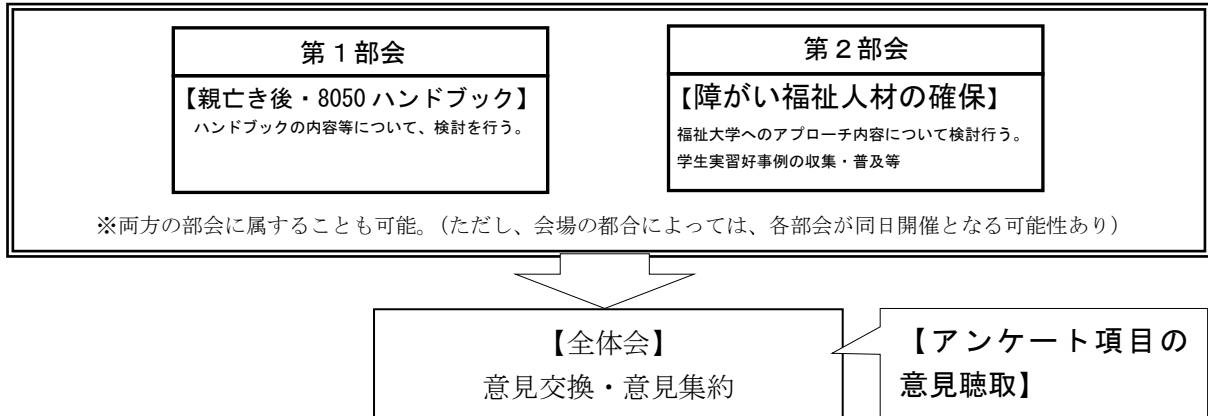 第1部会
【親亡き後・8050 ハンドブック】
ハンドブックの内容等について、検討を行う。
第2部会
【障がい福祉人材の確保】
福祉大学へのアプローチ内容について検討行う。
学生実習好事例の収集・普及等
※両方の部会に属することも可能。（ただし、会場の都合によっては、各部会が同日開催となる可能性あり）
【全体会】
意見交換・意見集約
【アンケート項目の
意見聴取】